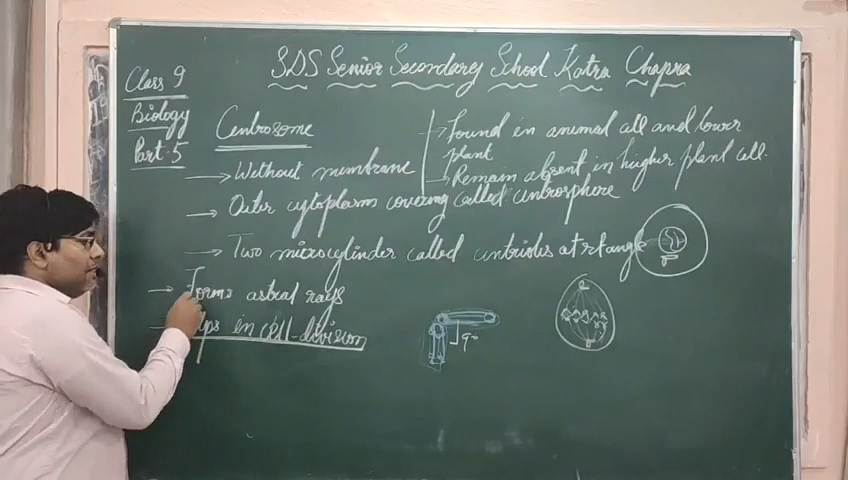 SDS Senior Secondary School Katra Chapra
Class 9
Biology
Part-5
Centrosome
→ Without membrane
→ Found in animal cell and lower
plant
→ Remain absent in higher plant cell.
→ Outer cytoplasm covering called centrosphere
→ Two microcylinder called centrioles at rt angle
→ Forms astral rays
in cell-division
90